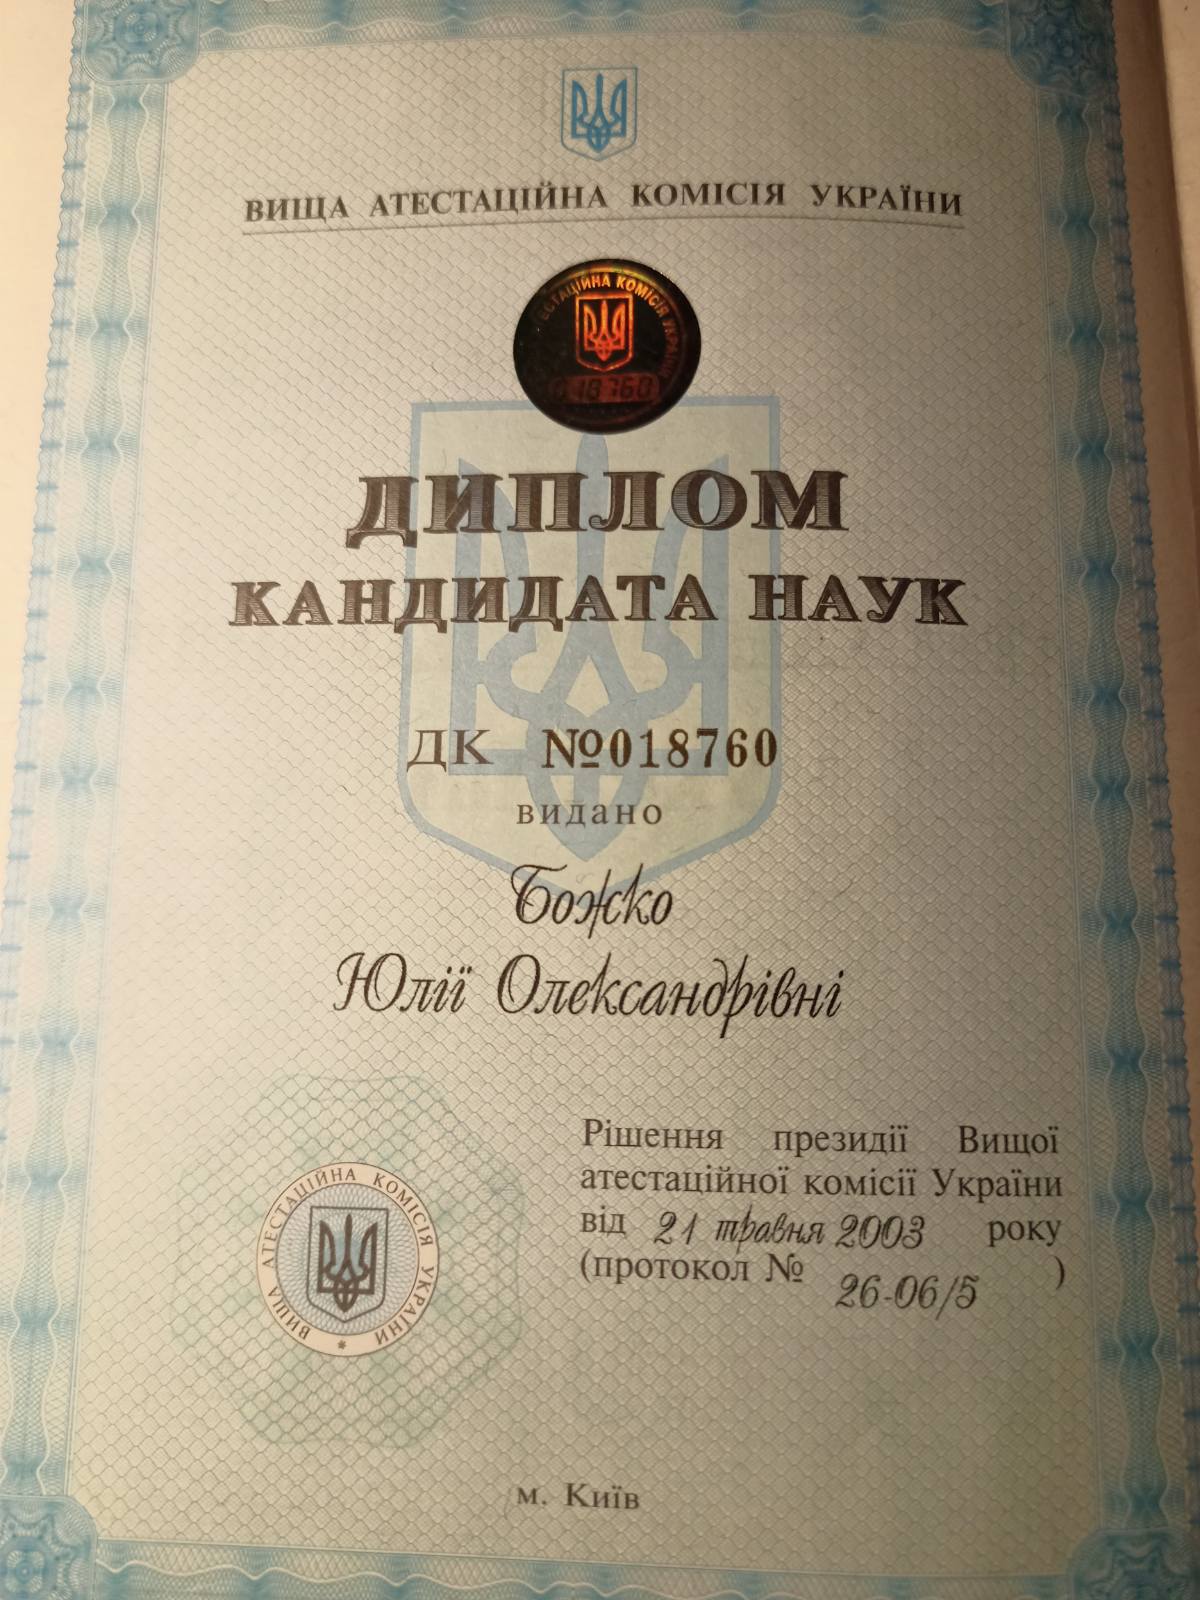 ВИЩА АТЕСТАЦІЙНА КОМІСІЯ УКРАЇНИ
АТЕСТАЦІЙНА КОМІСІЯ УКРАЇНИ
018760
ДИПЛОМ
КАНДИДАТА НАУК
ДК №018760
видано
Божко
Юлії Олександрівні
Рішення президії Вищої
атестаційної комісії України
від 21 травня 2003 року
(протокол № 26-06/5 )
ВИЩА АТЕСТАЦІЙНА КОМІСІЯ УКРАЇНИ *
м. Київ